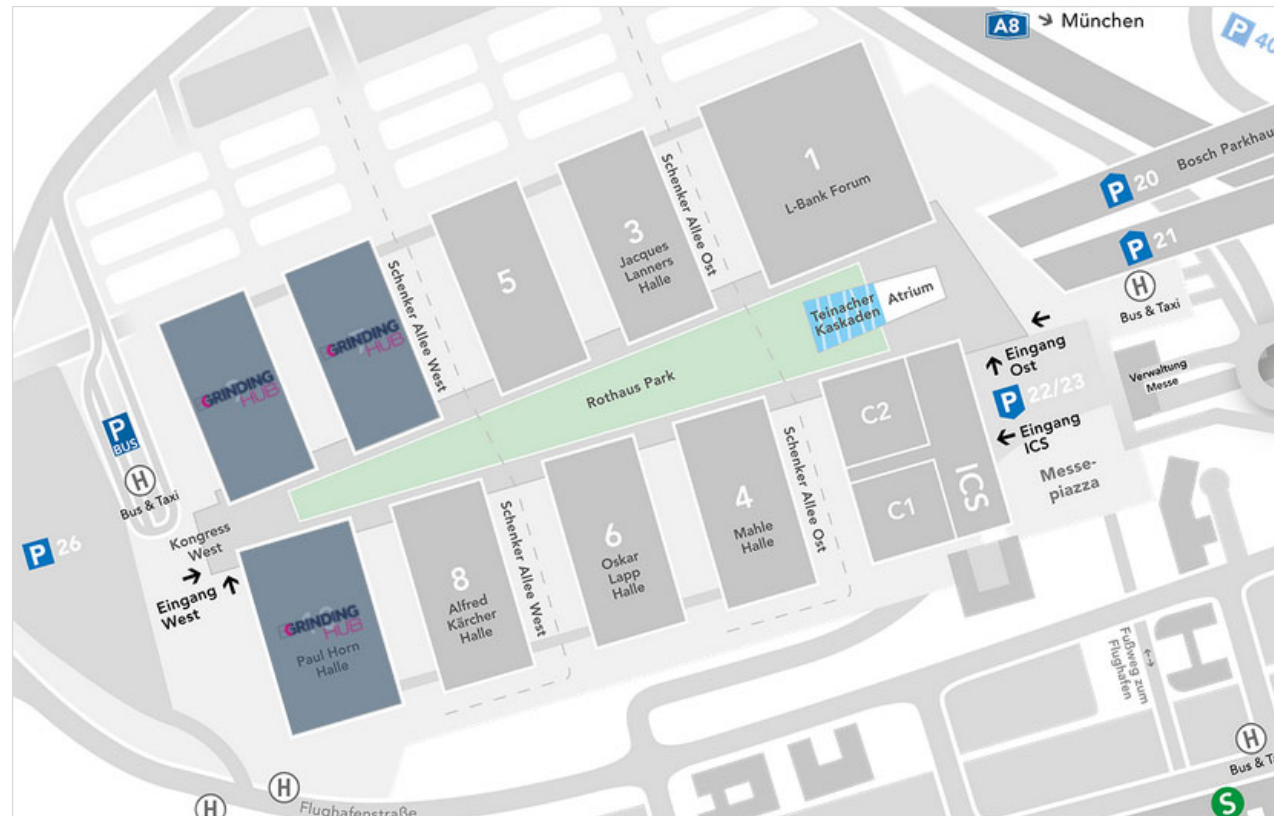 A8 München
P 40
Bosch Parkhau
P 20
P 21
H
Bus & Taxi
1
L-Bank Forum
Schenker Allee Ost
3
Jacques
Lanners
Halle
5
Schenker Allee West
GRINDING
HUB
GRINDING
HUB
Teinacher
Kaskaden
Atrium
Rothaus Park
Eingang
Ost
P 22/23
Eingang
ICS
Verwaltung
Messe
Messe-
piazza
C2
C1
ICS
P
BUS
H
Bus & Taxi
P 26
Kongress
West
Eingang
West
GRINDING
HUB
Paul Horn
Halle
8
Alfred
Kärcher
Halle
Schenker Allee West
6
Oskar
Lapp
Halle
4
Mahle
Halle
Schenker Allee Ost
Fußweg zum
Flughafen
H
Bus & Ta
S
H
H
Flughafenstraße